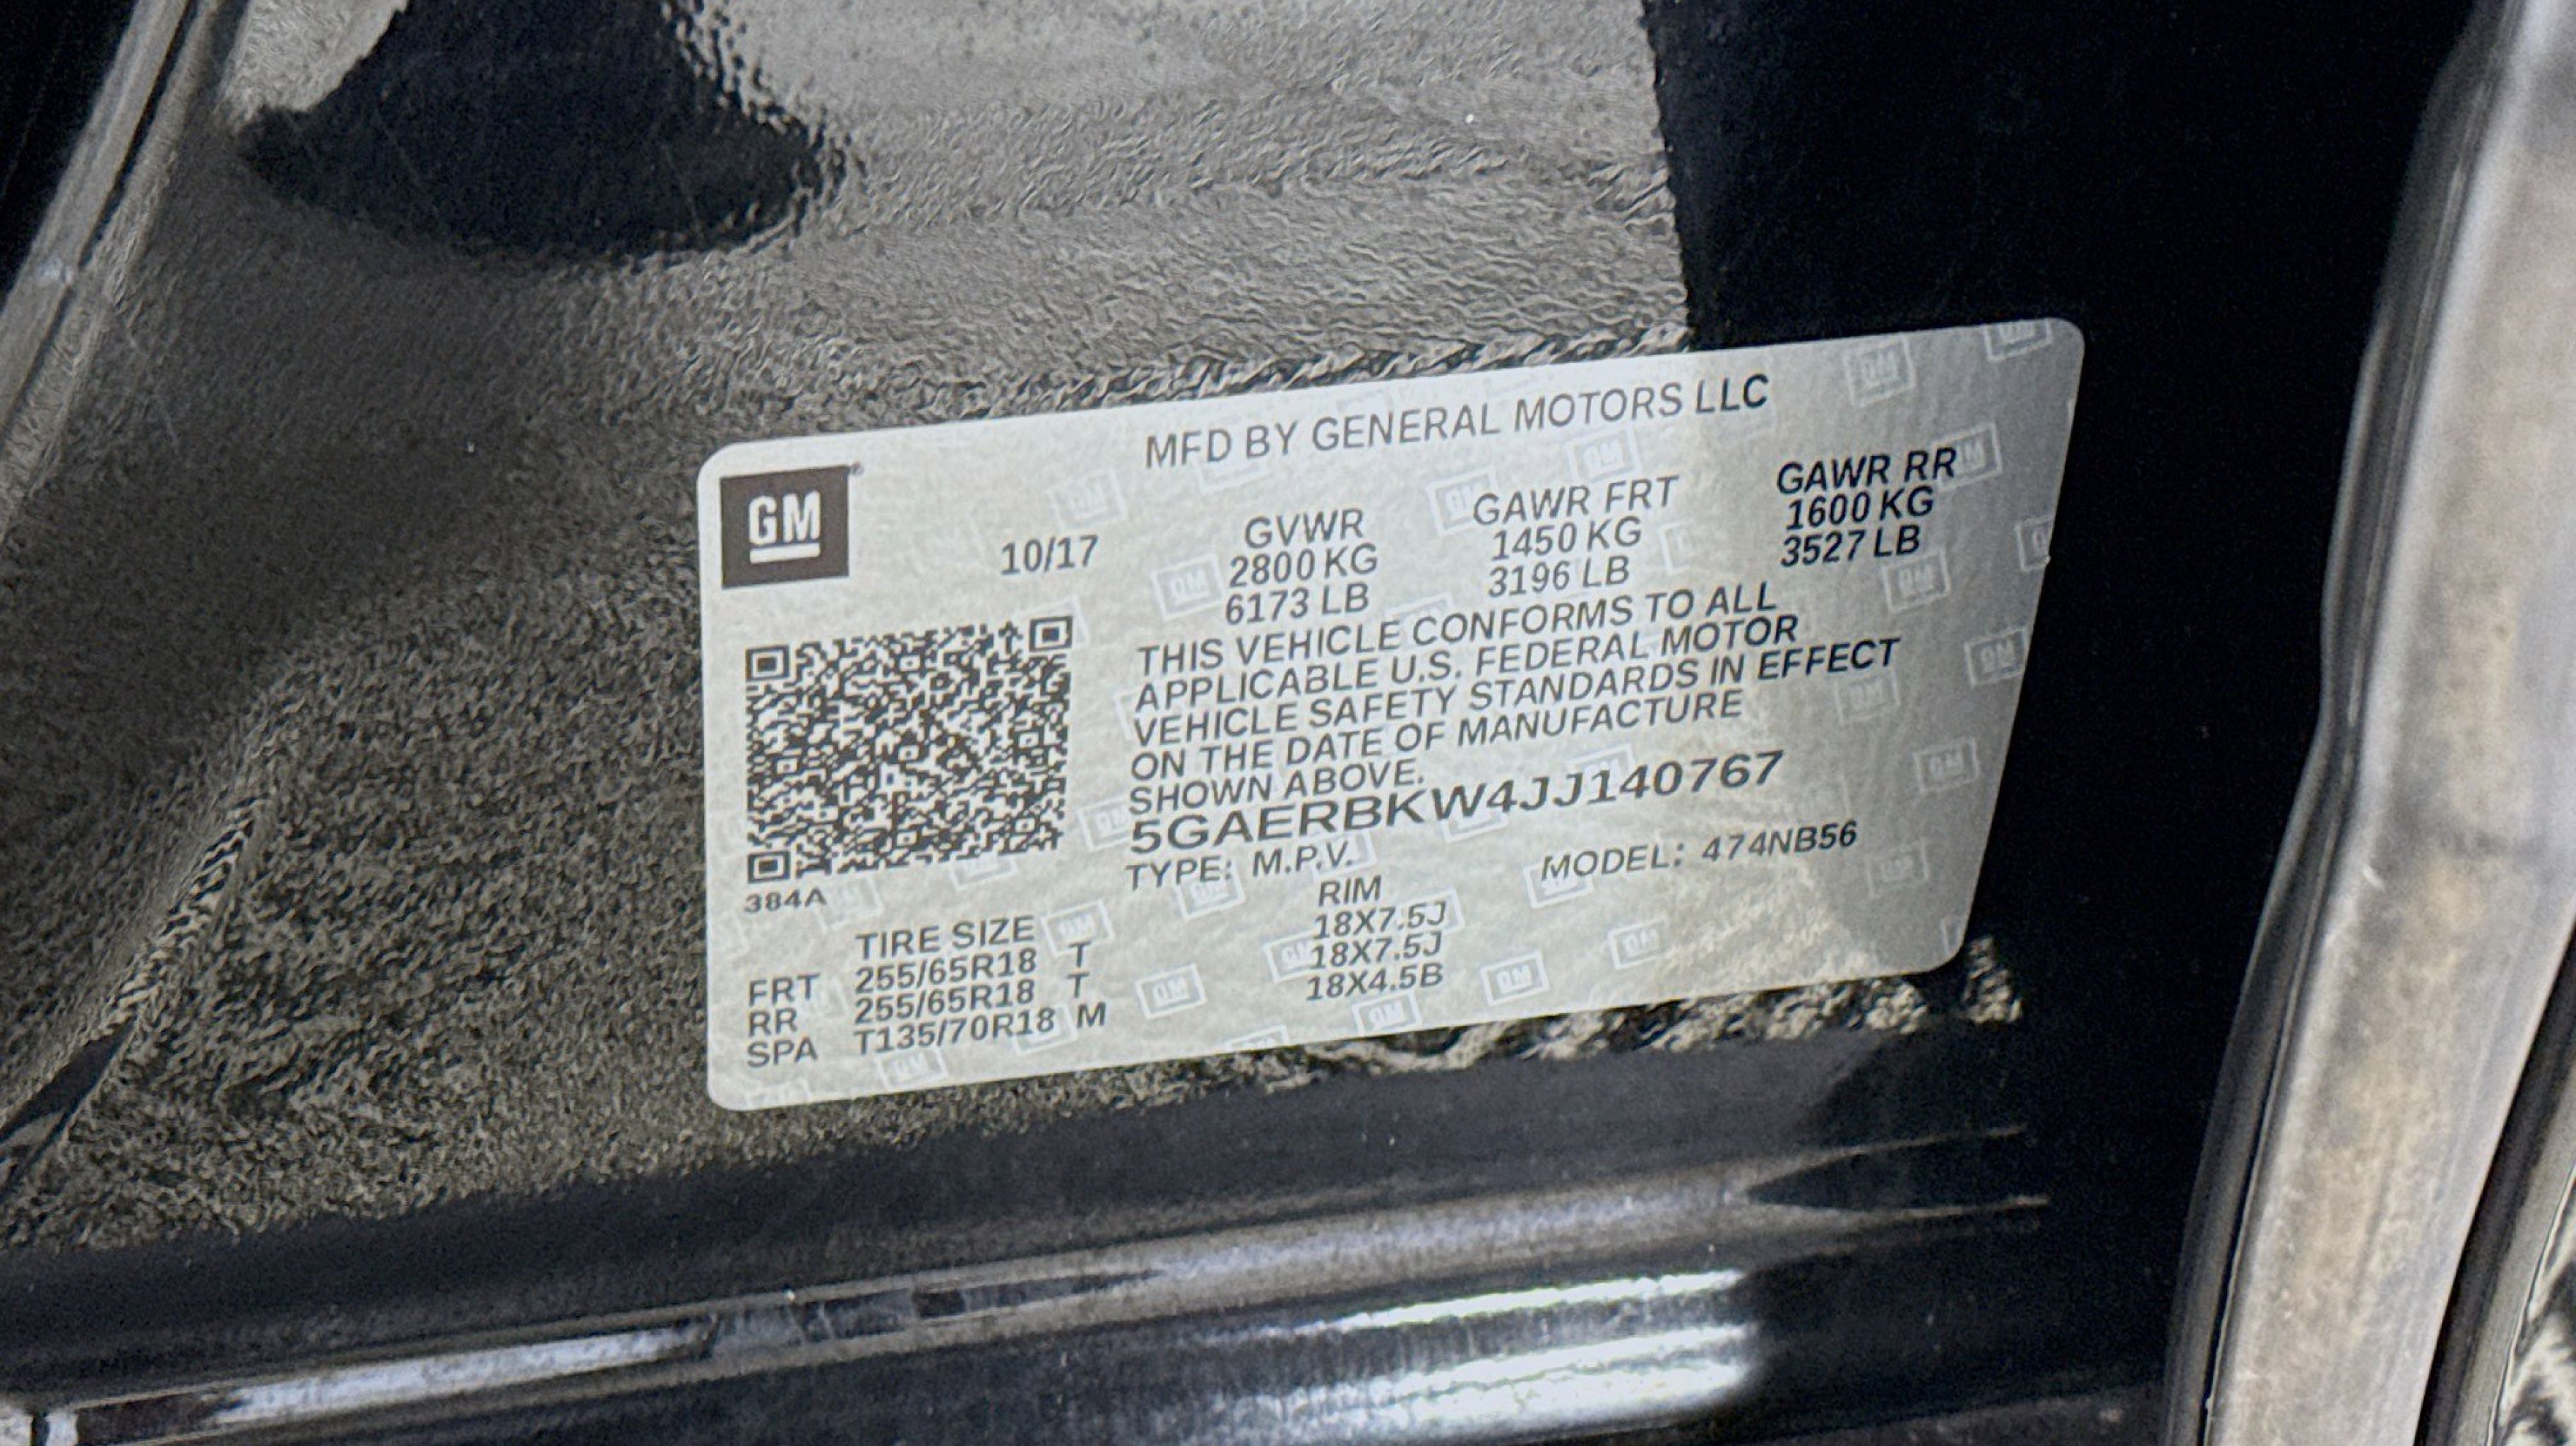 MFD BY GENERAL MOTORS LLC
GM®
10/17
GVWR
2800 KG
6173 LB
GAWR FRT
1450 KG
3196 LB
GAWR RR
1600 KG
3527 LB
THIS VEHICLE CONFORMS TO ALL
APPLICABLE U.S. FEDERAL MOTOR
VEHICLE SAFETY STANDARDS IN EFFECT
ON THE DATE OF MANUFACTURE
SHOWN ABOVE.
5GAERBKW4JJ140767
TYPE: M.P.V. MODEL: 474NB56
384A
TIRE SIZE RIM
FRT 255/65R18 T 18X7.5J
RR 255/65R18 T 18X7.5J
SPA T135/70R18 M 18X4.5B